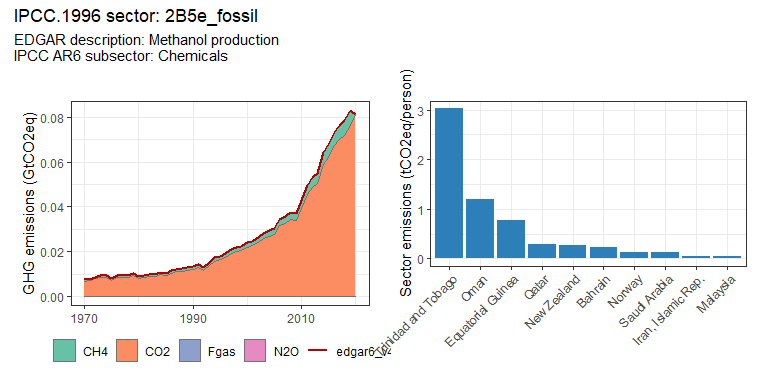 IPCC.1996 sector: 2B5e_fossil
EDGAR description: Methanol production
IPCC AR6 subsector: Chemicals
GHG emissions (GtCO2eq)
0.08
0.06
0.04
0.02
0.00
1970
1990
2010
CH4
CO2
Fgas
N2O
edgar6_v4
Sector emissions (tCO2eq/person)
3
2
1
0
Trinidad and Tobago
Oman
Equatorial Guinea
Qatar
New Zealand
Bahrain
Norway
Saudi Arabia
Iran, Islamic Rep.
Malaysia